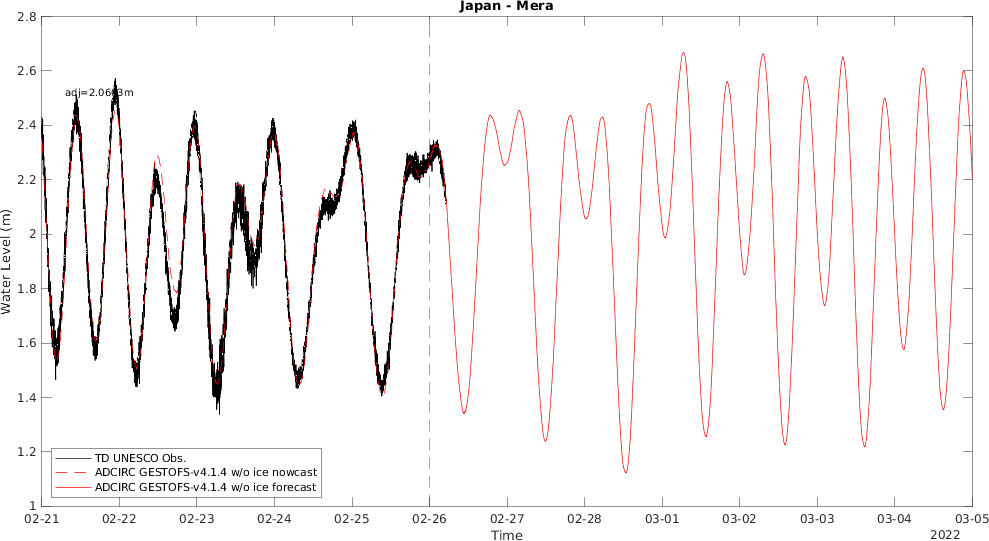 Japan - Mera
2.8
2.6
2.4
2.2
2
1.8
1.6
1.4
1.2
1
Water Level (m)
TD UNESCO Obs.
ADCIRC GESTOFS-v4.1.4 w/o ice nowcast
ADCIRC GESTOFS-v4.1.4 w/o ice forecast
02-21 02-22 02-23 02-24 02-25 02-26 02-27 02-28 03-01 03-02 03-03 03-04 03-05
Time
2022